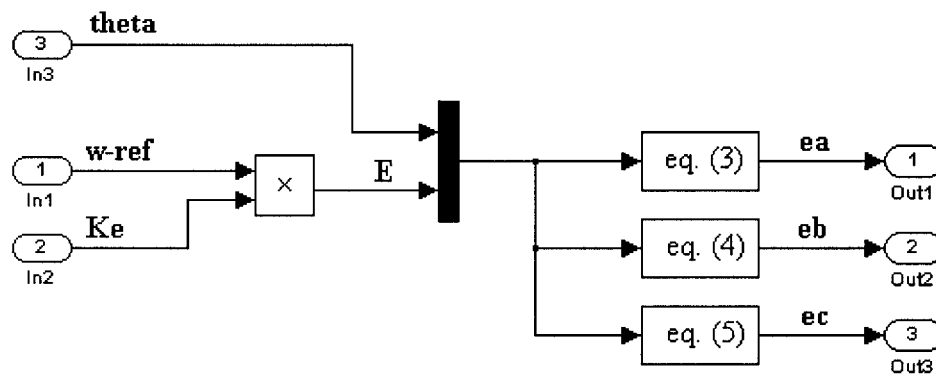 theta
3
In3
w-ref
1
In1
×
E
Ke
2
In2
eq. (3)
ea
1
Out1
eq. (4)
eb
2
Out2
eq. (5)
ec
3
Out3